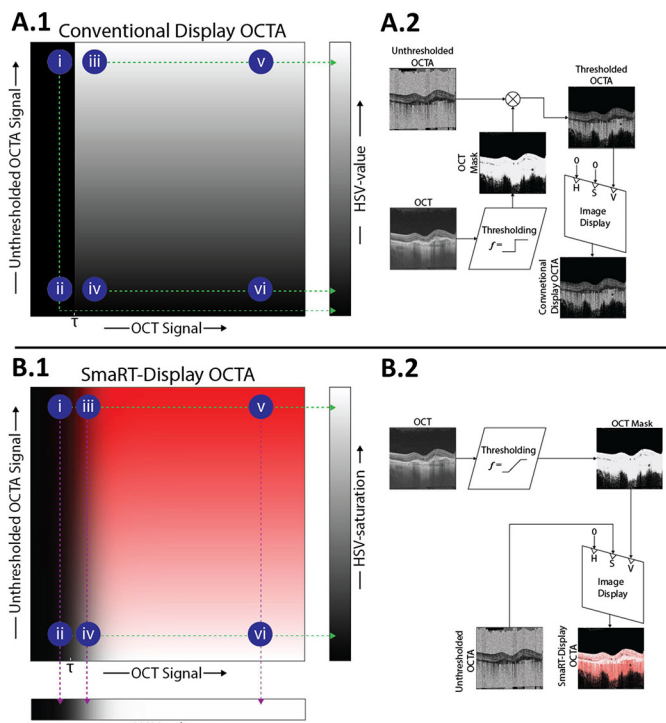 A.1
Conventional Display OCTA
Unthresholded OCTA Signal
i
iii
v
ii
iv
vi
τ
OCT Signal
HSV-value
A.2
Unthresholded
OCTA
Thresholded
OCTA
OCT
Mask
OCT
Thresholding
f =
0
0
H
S
V
Image
Display
Convnetional
Display OCTA
B.1
SmaRT-Display OCTA
Unthresholded OCTA Signal
i
iii
v
ii
iv
vi
τ
OCT Signal
HSV-saturation
B.2
OCT
Thresholding
f =
OCT Mask
0
H
S
V
Image
Display
Unthresholded
OCTA
SmaRT-Display
OCTA